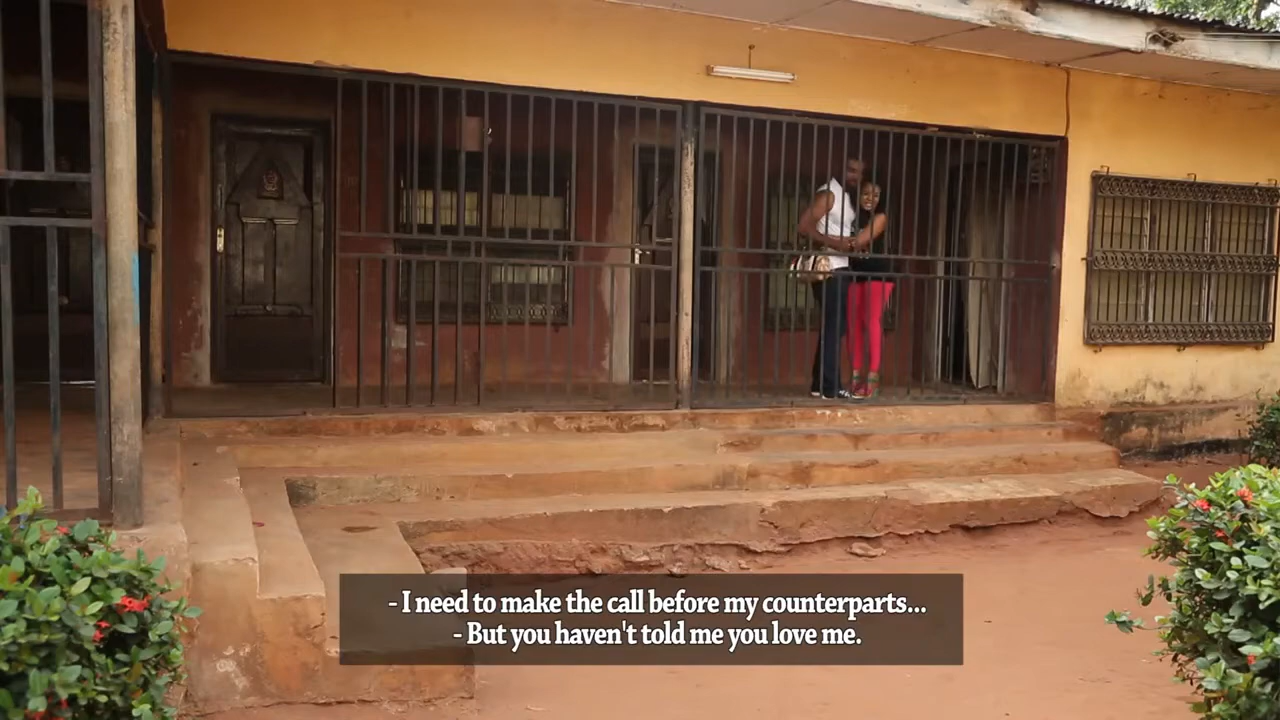 - I need to make the call before my counterparts...
- But you haven't told me you love me.